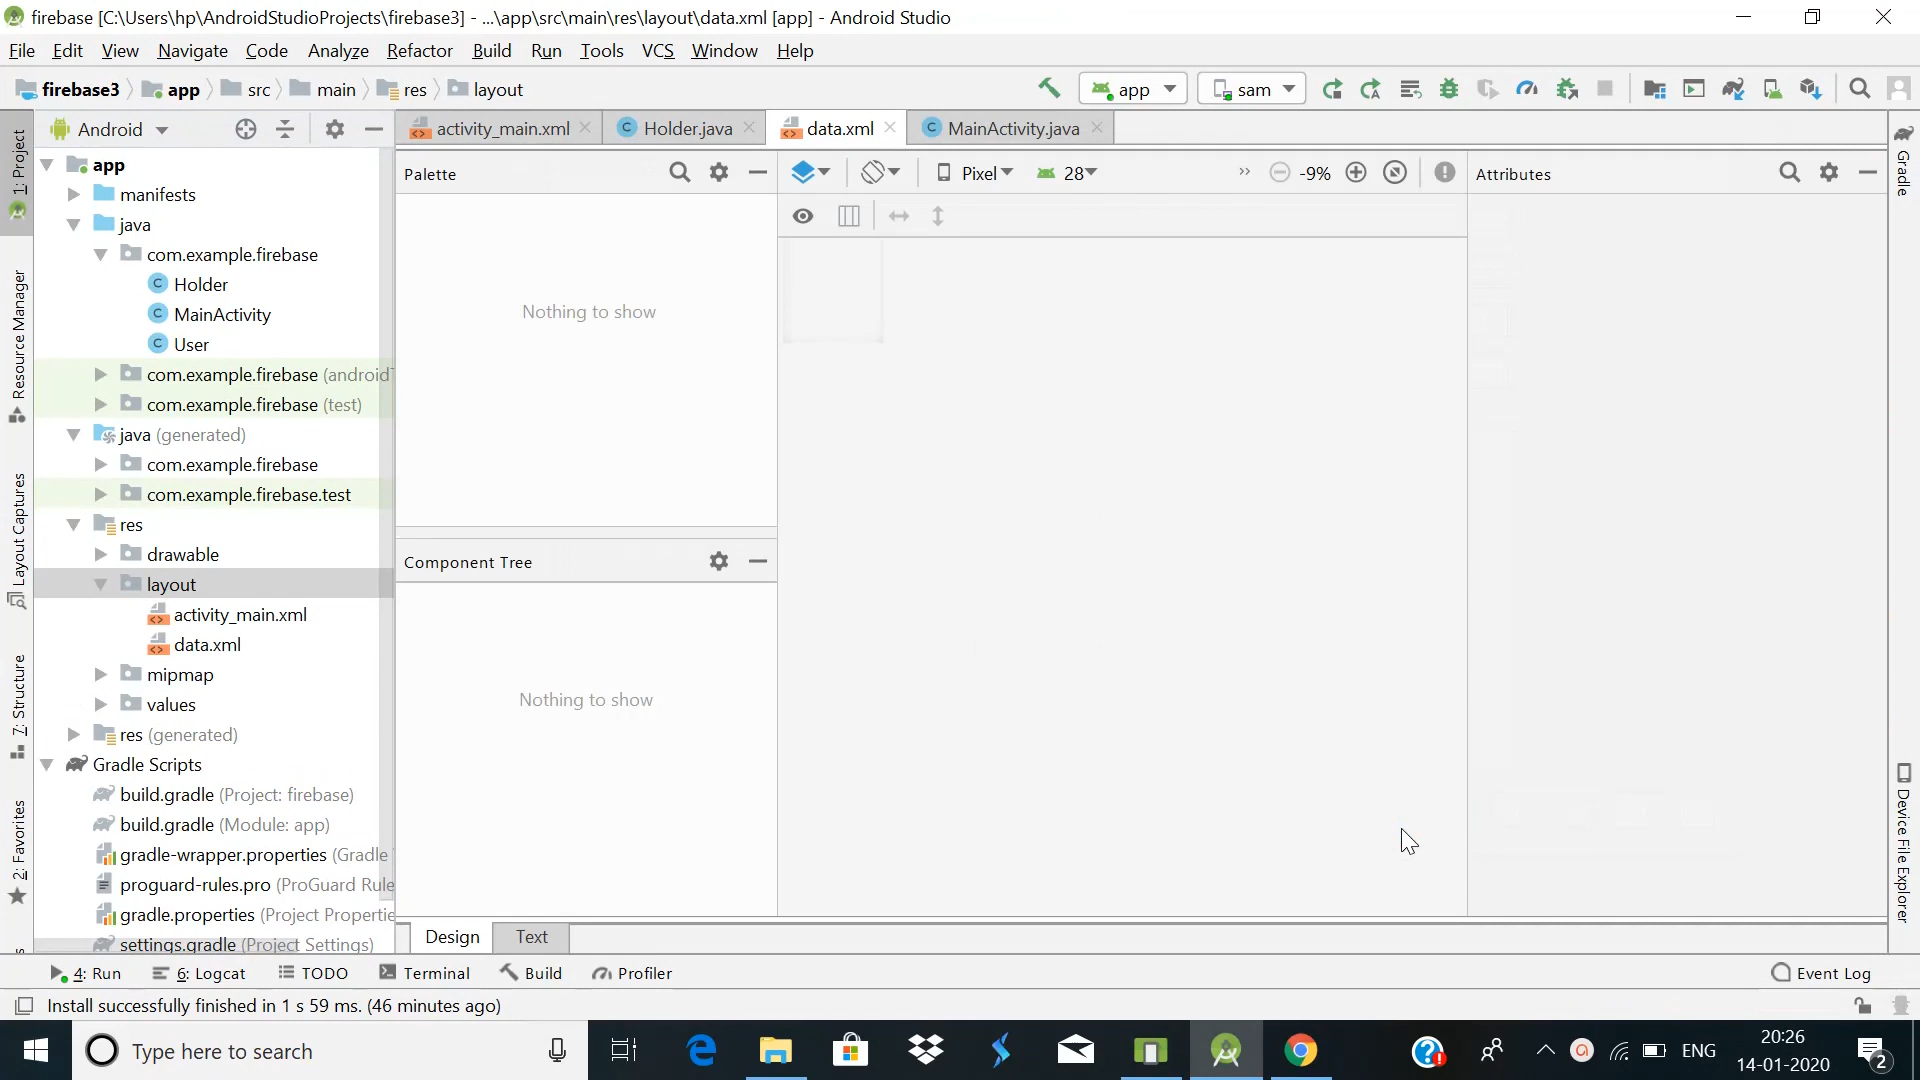 firebase [C:\Users\hp\AndroidStudioProjects\firebase3] - ...\app\src\main\res\layout\data.xml [app] - Android Studio
File Edit View Navigate Code Analyze Refactor Build Run Tools VCS Window Help
firebase3 app src main res layout app sam
Android activity_main.xml Holder.java data.xml MainActivity.java
1: Project
Resource Manager
Layout Captures
7: Structure
2: Favorites
app
manifests
java
com.example.firebase
Holder
MainActivity
User
com.example.firebase (android
com.example.firebase (test)
java (generated)
com.example.firebase
com.example.firebase.test
res
drawable
layout
activity_main.xml
data.xml
mipmap
values
res (generated)
Gradle Scripts
build.gradle (Project: firebase)
build.gradle (Module: app)
gradle-wrapper.properties (Gradle
proguard-rules.pro (ProGuard Rule
gradle.properties (Project Propertie
settings.gradle (Project Settings)
Palette
Nothing to show
Component Tree
Nothing to show
Pixel 28 -9%
Attributes
Gradle
Device File Explorer
Design Text
4: Run 6: Logcat TODO Terminal Build Profiler Event Log
Install successfully finished in 1 s 59 ms. (46 minutes ago)
Type here to search
ENG
20:26
14-01-2020
2